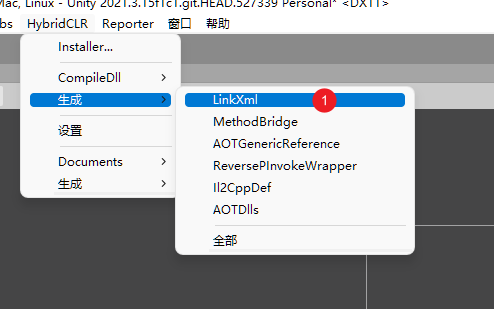 Mac, Linux - Unity 2021.3.15f1c1.git.HEAD.527339 Personal* <DX11>
bs HybridCLR Reporter 窗口 帮助
Installer...
CompileDll
生成
设置
Documents
生成
LinkXml 1
MethodBridge
AOTGenericReference
ReversePInvokeWrapper
Il2CppDef
AOTDlls
全部